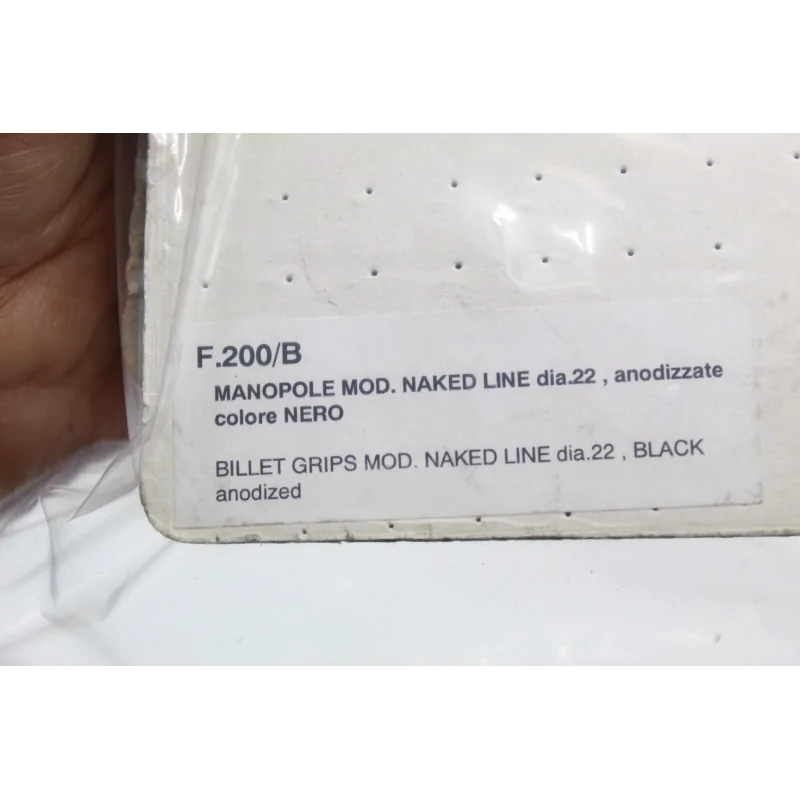 F.200/B
MANOPOLE MOD. NAKED LINE dia.22 , anodizzate
colore NERO
BILLET GRIPS MOD. NAKED LINE dia.22 , BLACK
anodized